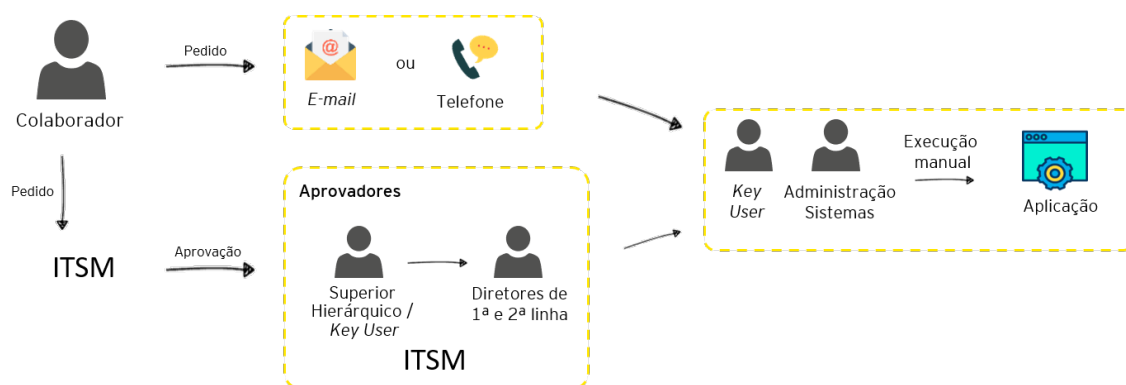 Colaborador
Pedido
@
E-mail
ou
Telefone
Pedido
ITSM
Aprovação
Aprovadores
Superior
Hierárquico /
Key User
Diretores de
1ª e 2ª linha
ITSM
Key
User
Administração
Sistemas
Execução
manual
Aplicação